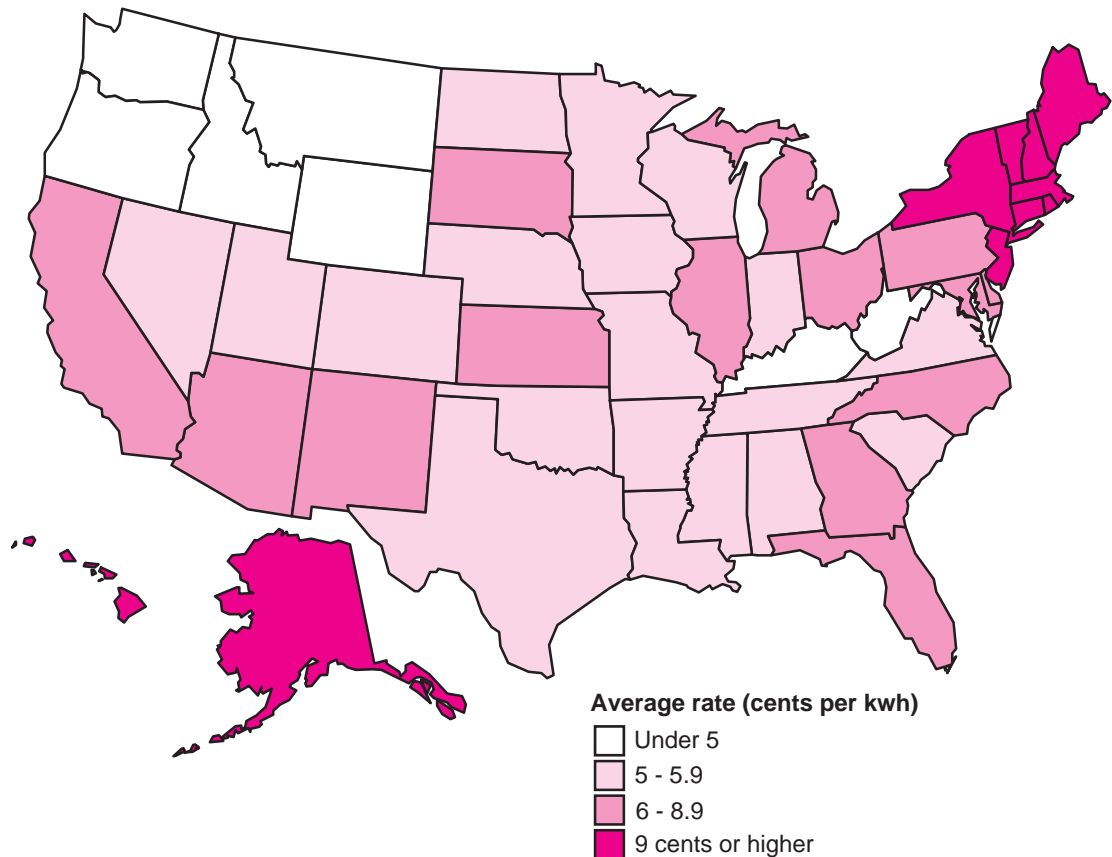 Average rate (cents per kwh)
Under 5
5 - 5.9
6 - 8.9
9 cents or higher